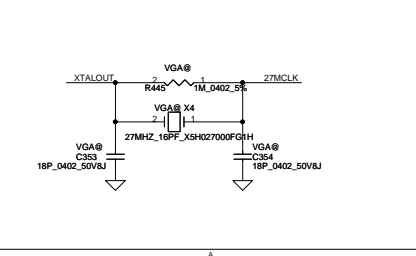 VGA@
XTALOUT 2 1 27MCLK
R445 1M_0402_5%
VGA@ X4
2 1
27MHZ_16PF_X5H027000FG1H
VGA@ VGA@
C353 C354
18P_0402_50V8J 18P_0402_50V8J
A